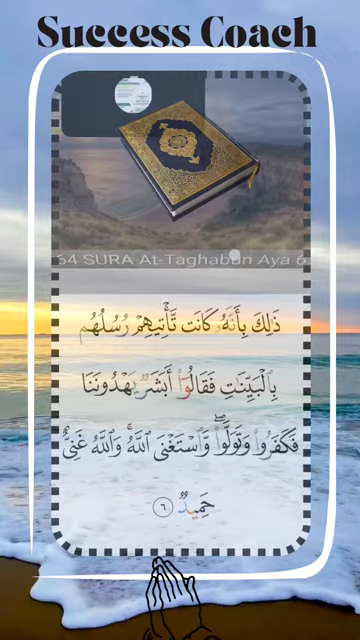 Success Coach
64 SURA At-Taghabun Aya 6
ذَٰلِكَ بِأَنَّهُۥ كَانَت تَّأْتِيهِمْ رُسُلُهُم
بِٱلْبَيِّنَٰتِ فَقَالُوٓا۟ أَبَشَرٌ يَهْدُونَنَا
فَكَفَرُوا۟ وَتَوَلَّوا۟ ۖ وَّٱسْتَغْنَى ٱللَّهُ ۚ وَٱللَّهُ غَنِىٌّ
حَمِيدٌ ٦